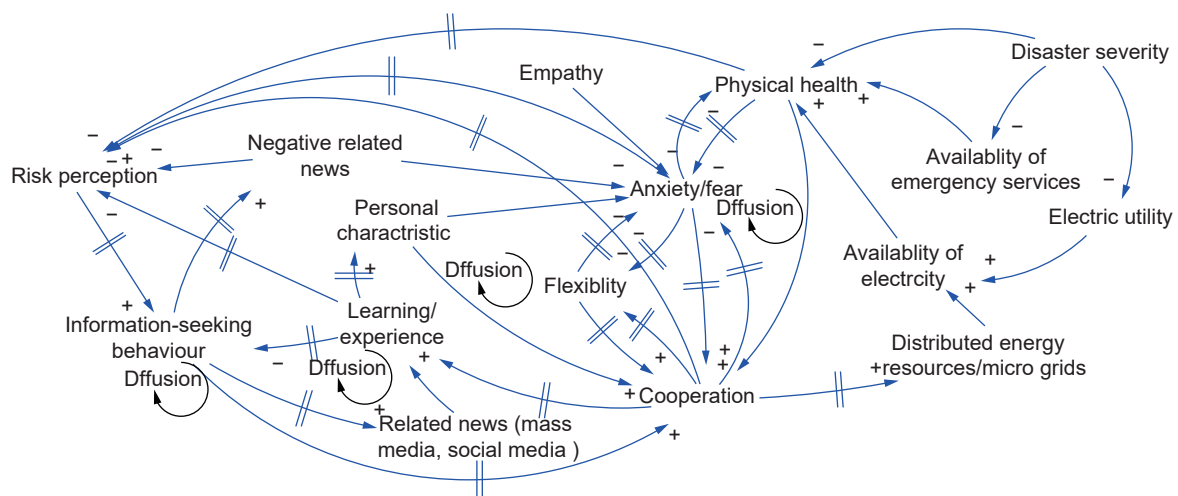 Disaster severity
Empathy
Physical health
Negative related
news
Risk perception
Availablity of
emergency services
Anxiety/fear
Dffusion
Personal
charactristic
Electric utility
Availablity of
electrcity
Dffusion
Flexiblity
Information-seeking
behaviour
Dffusion
Learning/
experience
Dffusion
Distributed energy
resources/micro grids
Cooperation
Related news (mass
media, social media )